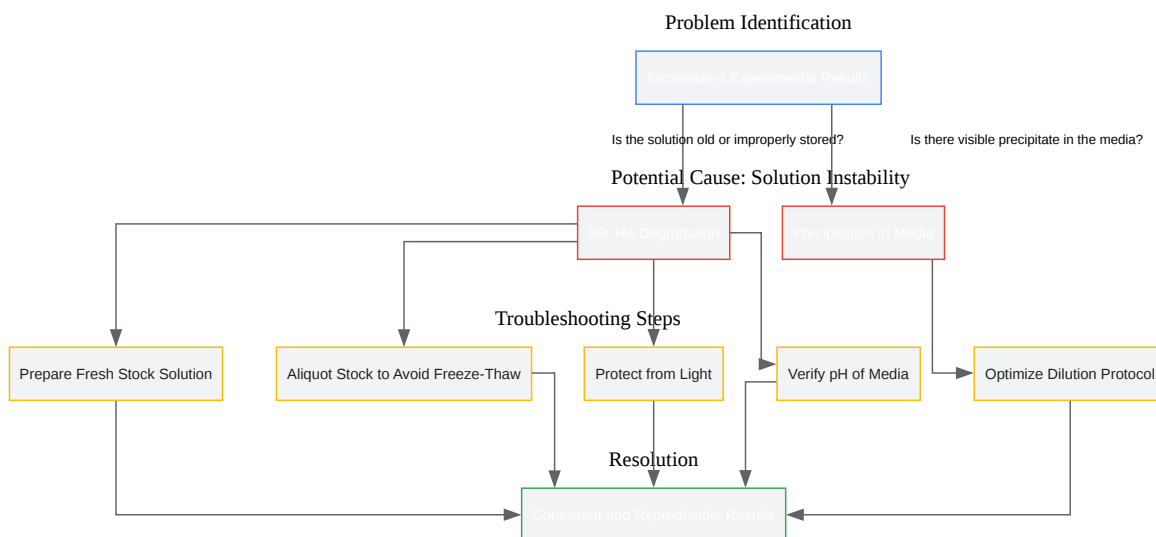 Problem Identification
Inconsistent Experimental Results
Is the solution old or improperly stored?
Is there visible precipitate in the media?
Potential Cause: Solution Instability
8Br-HA Degradation
Precipitation in Media
Troubleshooting Steps
Prepare Fresh Stock Solution
Aliquot Stock to Avoid Freeze-Thaw
Protect from Light
Verify pH of Media
Optimize Dilution Protocol
Resolution
Consistent and Reproducible Results